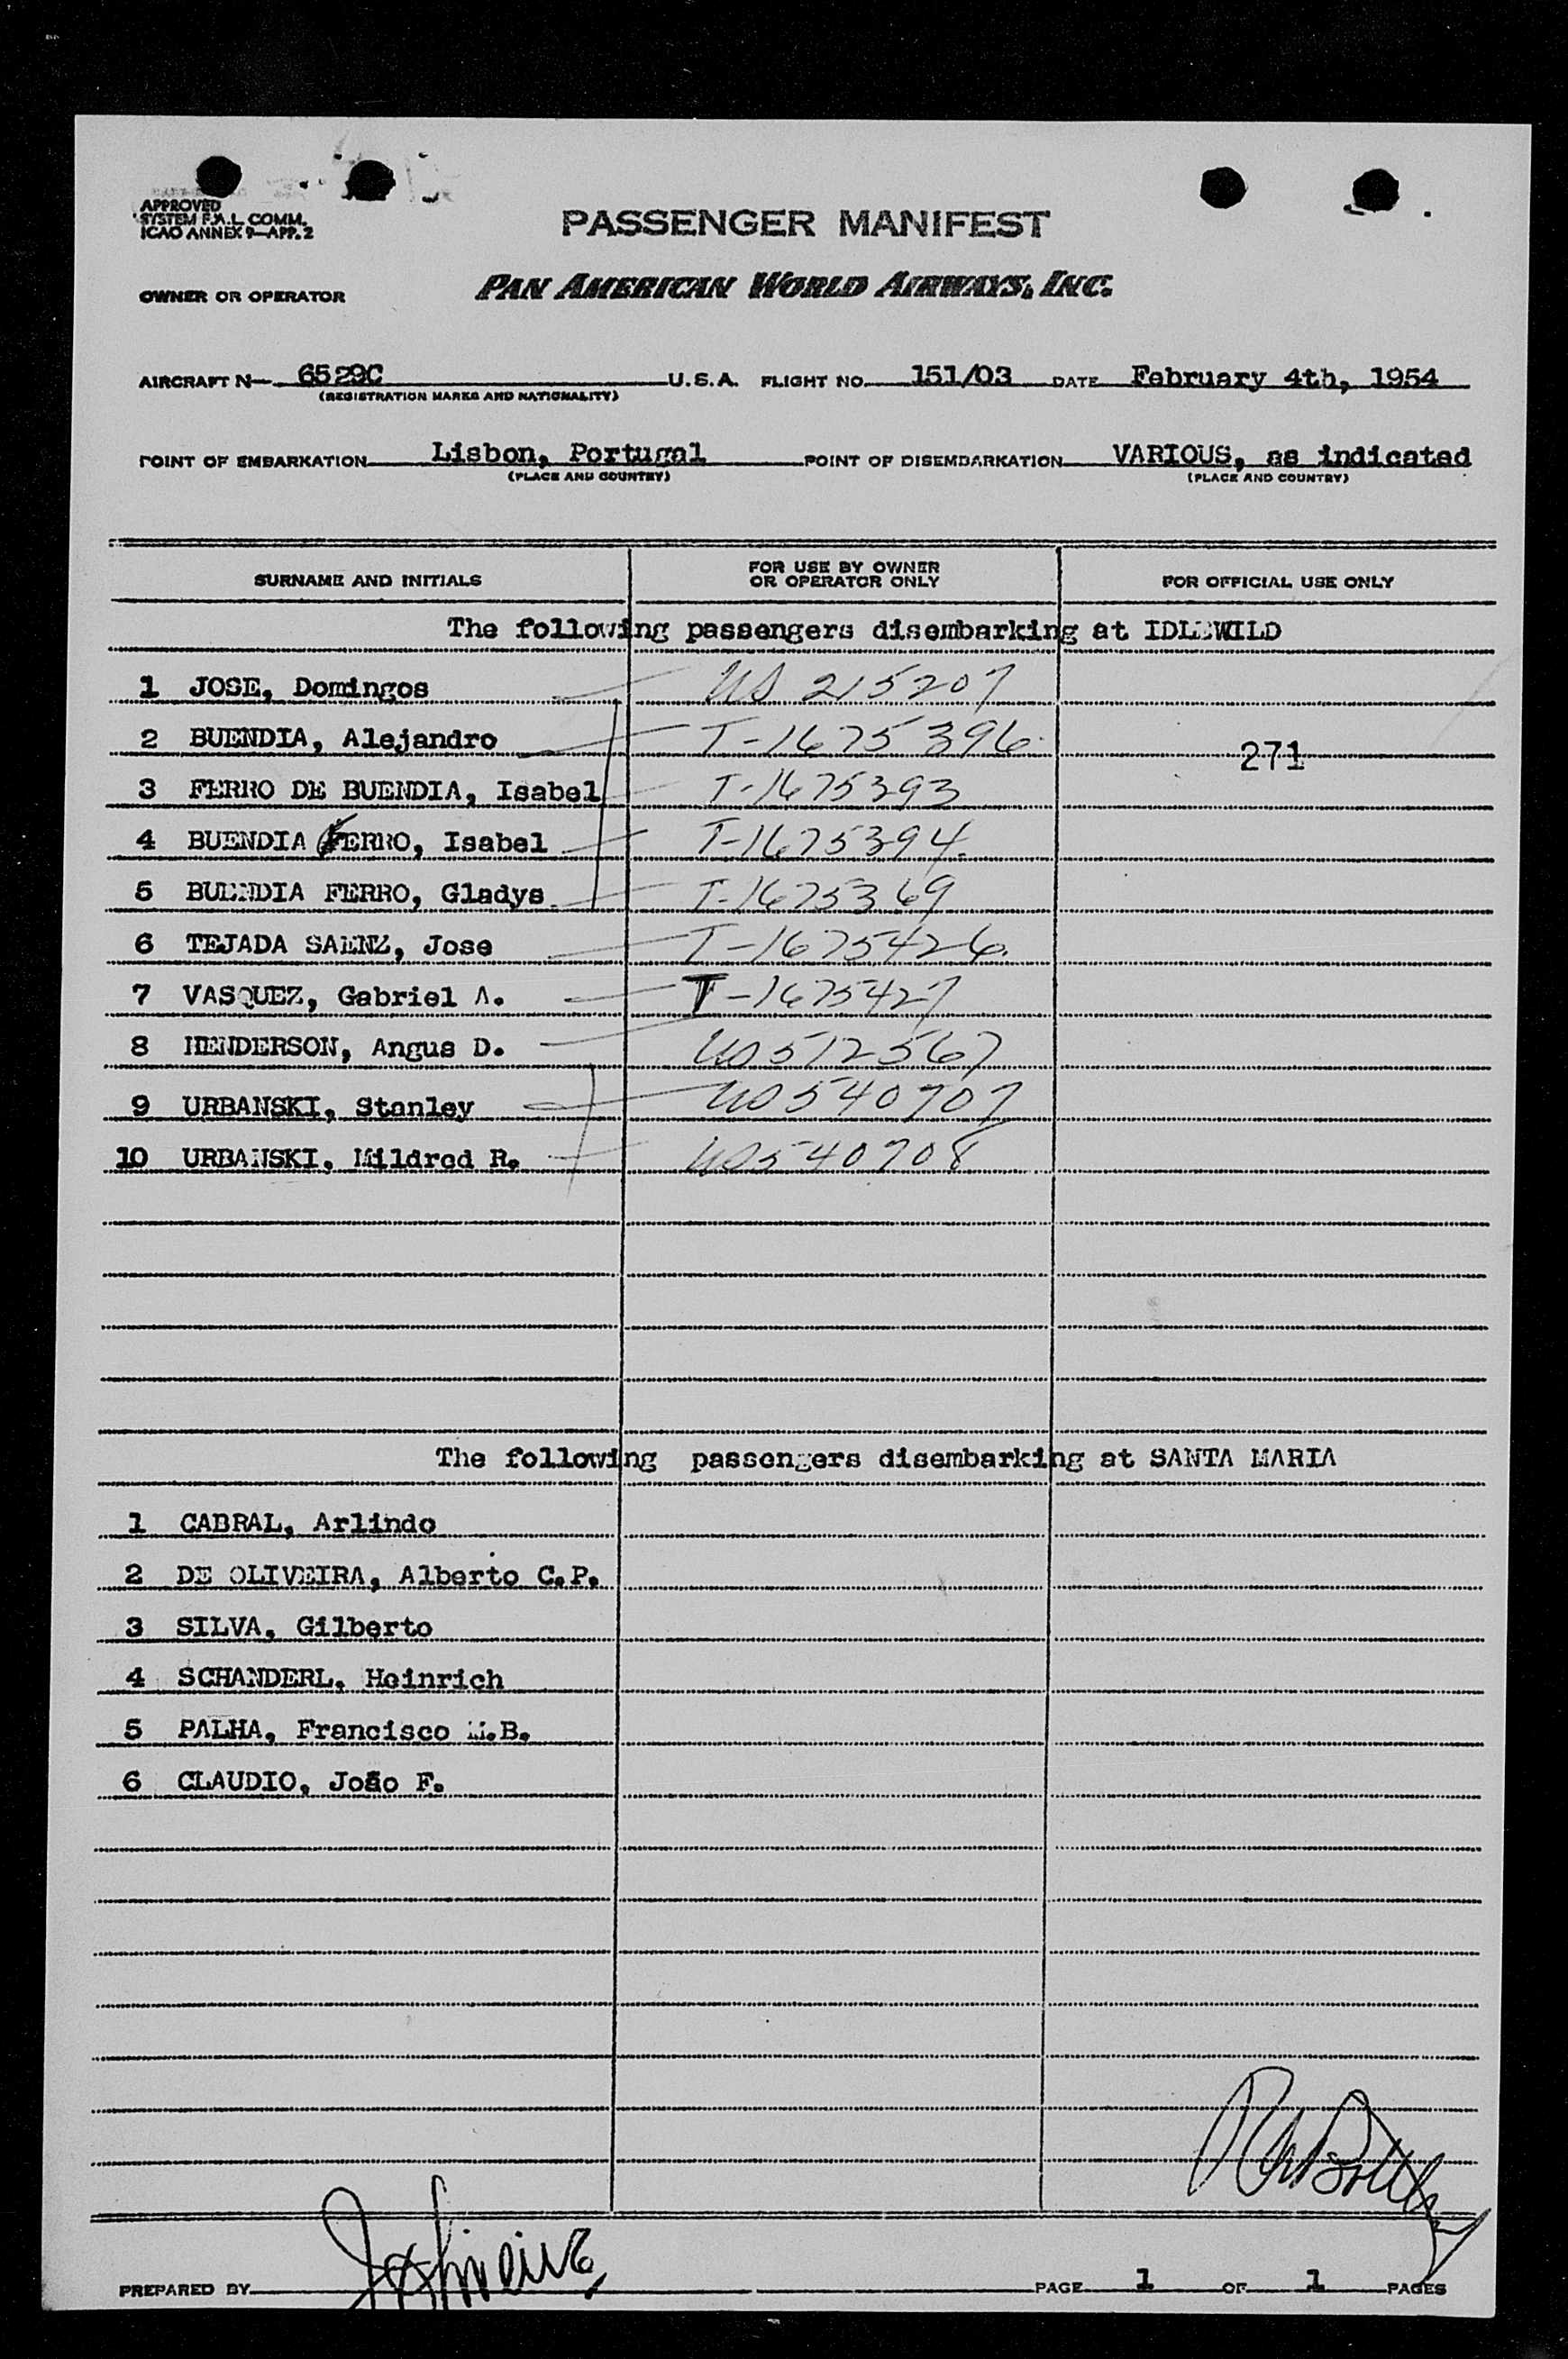 APPROVED
SYSTEM F.A.L. COMM.
ICAO ANNEX 9—APP. 2
PASSENGER MANIFEST
OWNER OR OPERATOR PAN AMERICAN WORLD AIRWAYS, INC.
AIRCRAFT N— 6529C U.S.A. FLIGHT NO. 151/03 DATE February 4th, 1954
(REGISTRATION MARKS AND NATIONALITY)
POINT OF EMBARKATION Lisbon, Portugal POINT OF DISEMBARKATION VARIOUS, as indicated
(PLACE AND COUNTRY) (PLACE AND COUNTRY)
SURNAME AND INITIALS FOR USE BY OWNER OR OPERATOR ONLY FOR OFFICIAL USE ONLY
The following passengers disembarking at IDLEWILD
1 JOSE, Domingos US 215207
2 BUENDIA, Alejandro T-1675396
271
3 FERRO DE BUENDIA, Isabel T-1675393
4 BUENDIA FERRO, Isabel T-1675394
5 BUENDIA FERRO, Gladys T-1675369
6 TEJADA SAENZ, Jose T-1675426
7 VASQUEZ, Gabriel A. T-1675427
8 HENDERSON, Angus D. US 512567
9 URBANSKI, Stanley US 540707
10 URBANSKI, Mildred R. US 540708
The following passengers disembarking at SANTA MARIA
1 CABRAL, Arlindo
2 DE OLIVEIRA, Alberto C.P.
3 SILVA, Gilberto
4 SCHANDERL, Heinrich
5 PALHA, Francisco M.B.
6 CLAUDIO, João F.
PREPARED BY PAGE 1 OF 1 PAGES